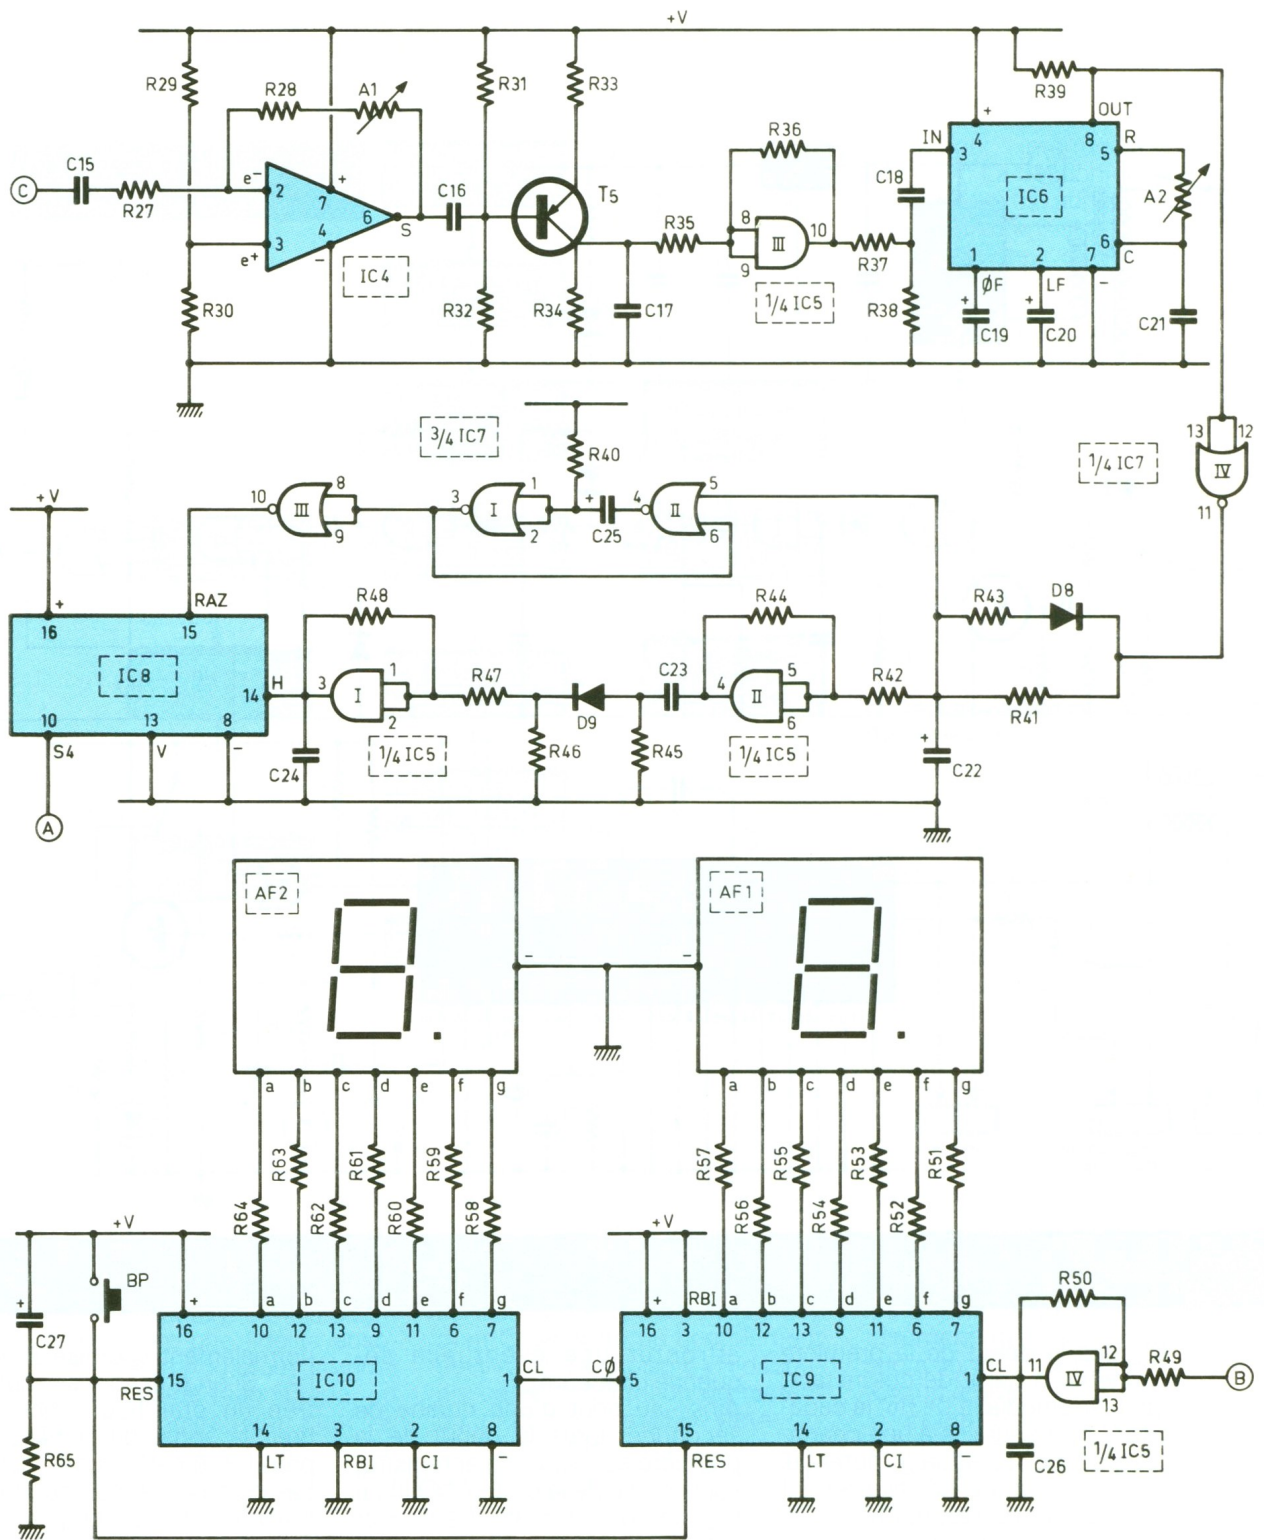 +V
R29
R28
A1
R31
R33
R39
OUT
C15
R27
e−
2
7
+
6
S
3
e+
4
−
IC4
R30
C16
R32
T5
R34
R35
C17
R36
8
9
III
10
1/4 IC5
R37
R38
C18
IN
3
+
4
8
5
R
IC6
A2
6
C
1
ØF
2
LF
7
−
+
C19
+
C20
C21
13
12
IV
11
1/4 IC7
3/4 IC7
R40
10
III
8
9
3
I
1
2
+
C25
4
II
5
6
+V
+
16
15
RAZ
IC8
14
H
10
S4
13
V
8
−
A
R48
3
I
1
2
1/4 IC5
C24
R47
R46
D9
R45
C23
R44
4
II
5
6
1/4 IC5
R42
R43
D8
R41
+
C22
C
AF2
−
−
AF1
a
b
c
d
e
f
g
a
b
c
d
e
f
g
R64
R63
R62
R61
R60
R59
R58
R57
R56
R55
R54
R53
R52
R51
+V
BP
+
C27
R65
+
16
a
10
b
12
c
13
d
9
e
11
f
6
g
7
RES
15
IC10
1
CL
14
LT
3
RBI
2
CI
8
−
+V
+
16
RBI
3
a
10
b
12
c
13
d
9
e
11
f
6
g
7
CØ
5
IC9
1
CL
15
RES
14
LT
2
CI
8
−
R50
11
IV
12
13
R49
B
C26
1/4 IC5